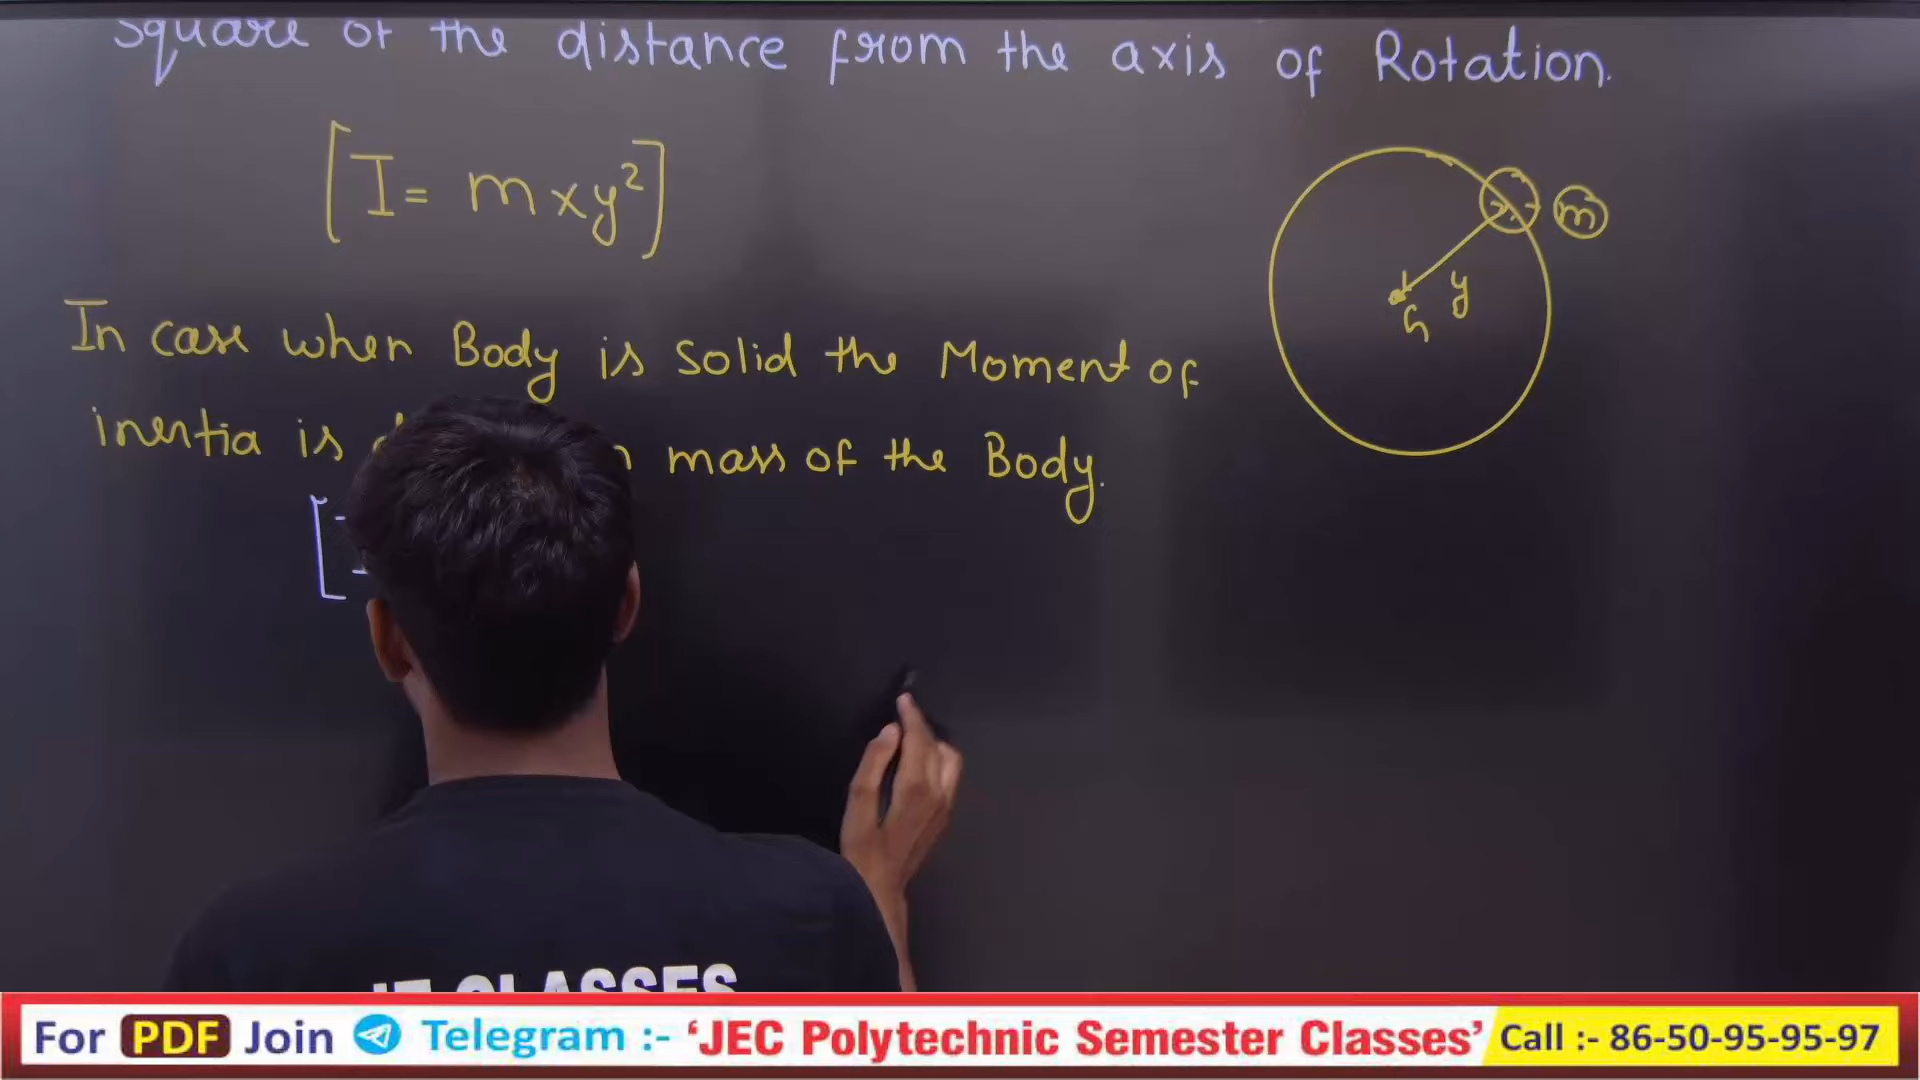 square of the distance from the axis of Rotation.
[I = m x y²]
m
y
G
In case when Body is Solid the Moment of
inertia is mass of the Body.
[I
CLASSES
For PDF Join Telegram :- ‘JEC Polytechnic Semester Classes’ Call :- 86-50-95-95-97